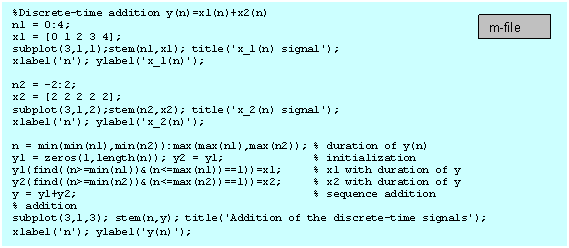 %Discrete-time addition y(n)=x1(n)+x2(n)
m-file
n1 = 0:4;
x1 = [0 1 2 3 4];
subplot(3,1,1);stem(n1,x1); title('x_1(n) signal');
xlabel('n'); ylabel('x_1(n)');
n2 = -2:2;
x2 = [2 2 2 2 2];
subplot(3,1,2);stem(n2,x2); title('x_2(n) signal');
xlabel('n'); ylabel('x_2(n)');
n = min(min(n1),min(n2)):max(max(n1),max(n2)); % duration of y(n)
y1 = zeros(1,length(n)); y2 = y1; % initialization
y1(find((n>=min(n1))&(n<=max(n1))==1))=x1; % x1 with duration of y
y2(find((n>=min(n2))&(n<=max(n2))==1))=x2; % x2 with duration of y
y = y1+y2; % sequence addition
% addition
subplot(3,1,3); stem(n,y); title('Addition of the discrete-time signals');
xlabel('n'); ylabel('y(n)');